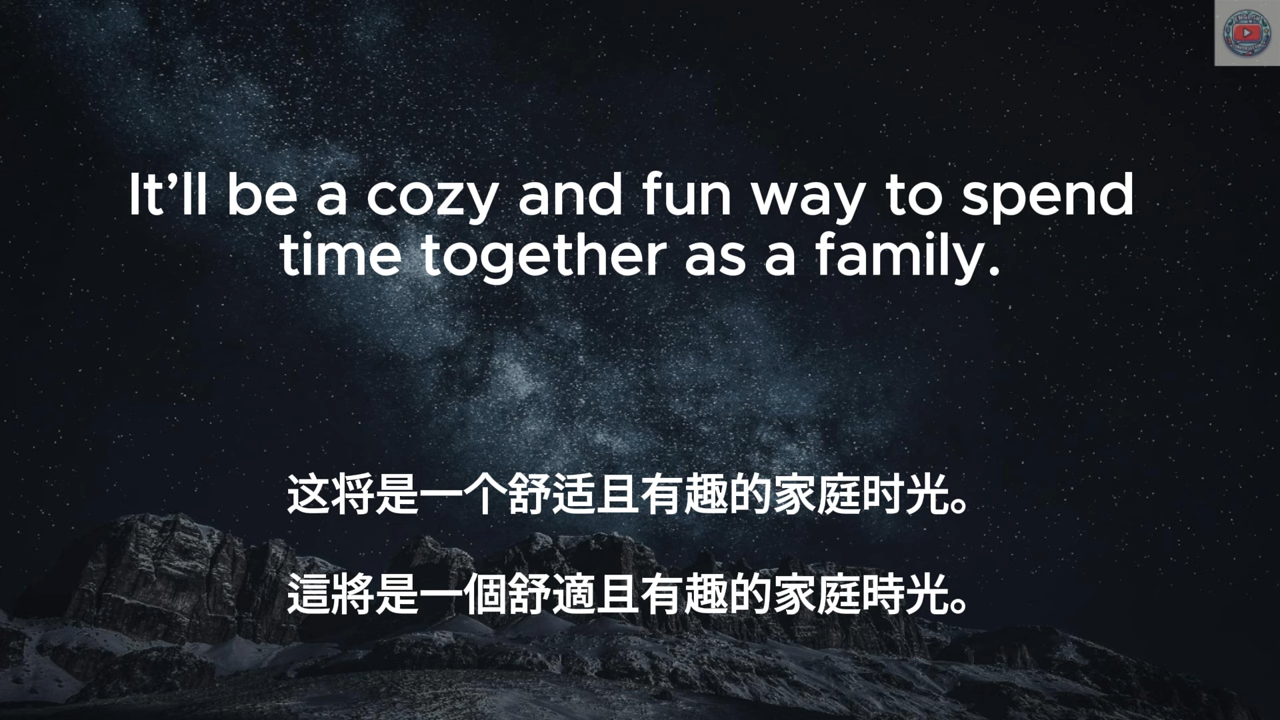 It’ll be a cozy and fun way to spend
time together as a family.
这将是一个舒适且有趣的家庭时光。
這將是一個舒適且有趣的家庭時光。